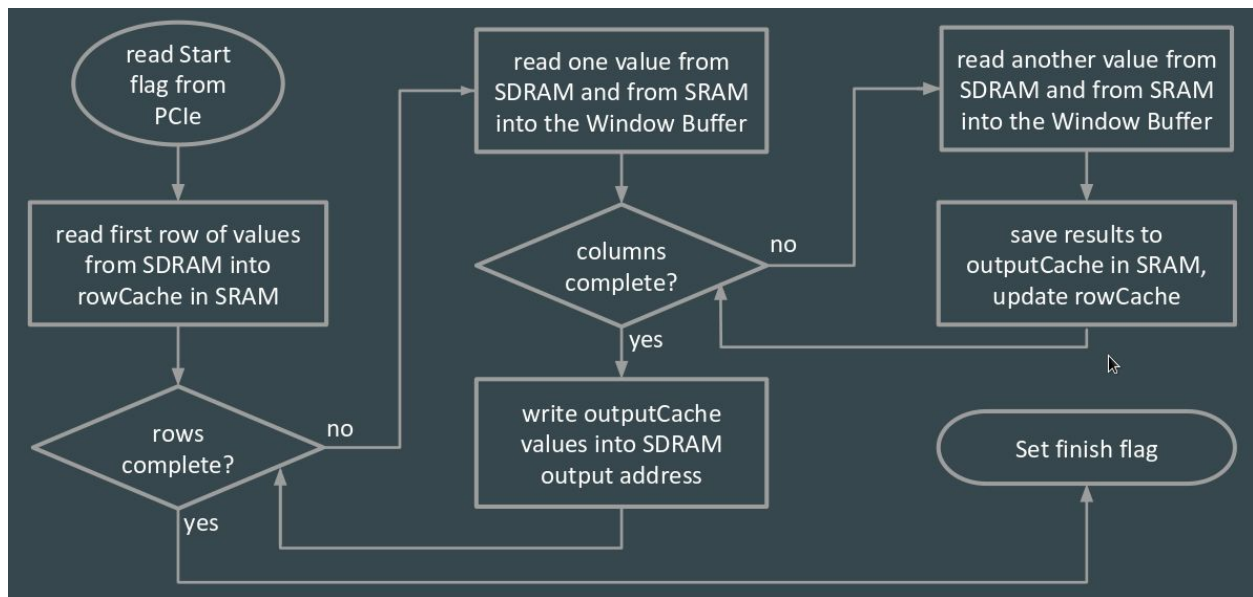 read Start
flag from
PCIe
read first row of values
from SDRAM into
rowCache in SRAM
rows
complete?
no
yes
read one value from
SDRAM and from SRAM
into the Window Buffer
columns
complete?
no
yes
write outputCache
values into SDRAM
output address
read another value from
SDRAM and from SRAM
into the Window Buffer
save results to
outputCache in SRAM,
update rowCache
Set finish flag